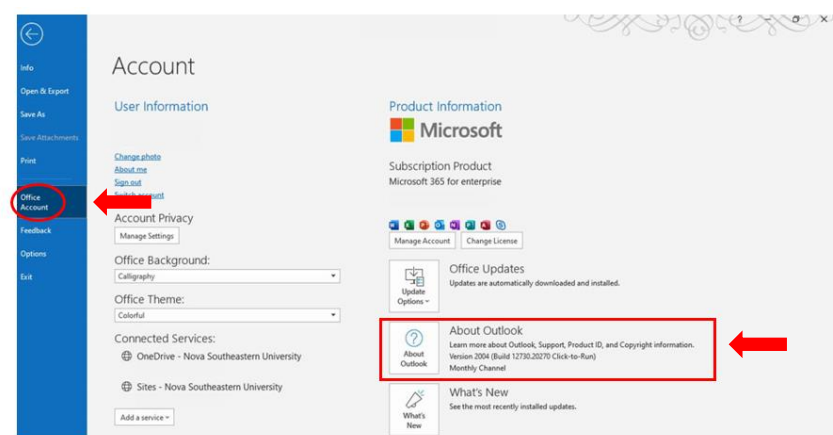 ?
Info
Open & Export
Save As
Save Attachments
Print
Office
Account
Feedback
Options
Exit
Account
User Information
Change photo
About me
Sign out
Switch account
Account Privacy
Manage Settings
Office Background:
Calligraphy
Office Theme:
Colorful
Connected Services:
OneDrive - Nova Southeastern University
Sites - Nova Southeastern University
Add a service
Product Information
Microsoft
Subscription Product
Microsoft 365 for enterprise
Manage Account
Change License
Update
Options
Office Updates
Updates are automatically downloaded and installed.
About
Outlook
About Outlook
Learn more about Outlook, Support, Product ID, and Copyright information.
Version 2004 (Build 12730.20270 Click-to-Run)
Monthly Channel
What's
New
What's New
See the most recently installed updates.